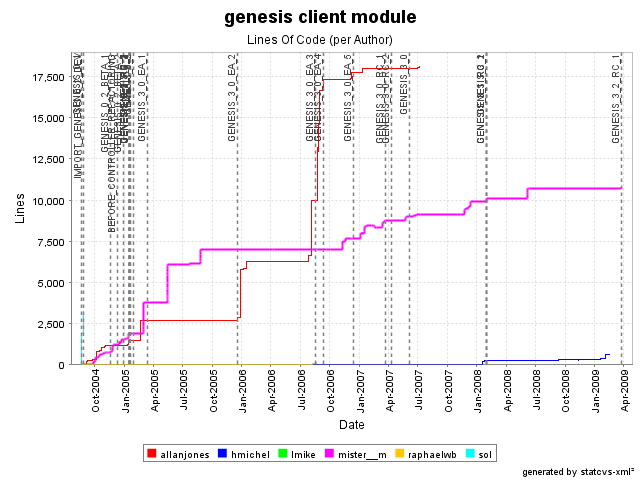 genesis client module
Lines Of Code (per Author)
Lines
17,500
15,000
12,500
10,000
7,500
5,000
2,500
0
BEFORE_CONTROLLER_REFACTORING
GENESIS_3_0_EA_1
GENESIS_3_0_EA_2
GENESIS_3_0_EA_3
GENESIS_3_0_EA_4
GENESIS_3_0_EA_5
GENESIS_3_0_RC_1
GENESIS_3_0
GENESIS_3_2_RC_1
Oct-2004
Jan-2005
Apr-2005
Jul-2005
Oct-2005
Jan-2006
Apr-2006
Jul-2006
Oct-2006
Jan-2007
Apr-2007
Jul-2007
Oct-2007
Jan-2008
Apr-2008
Jul-2008
Oct-2008
Jan-2009
Apr-2009
Date
allanjones hmichel lmike mister__m raphaelwb sol
generated by statcvs-xml²